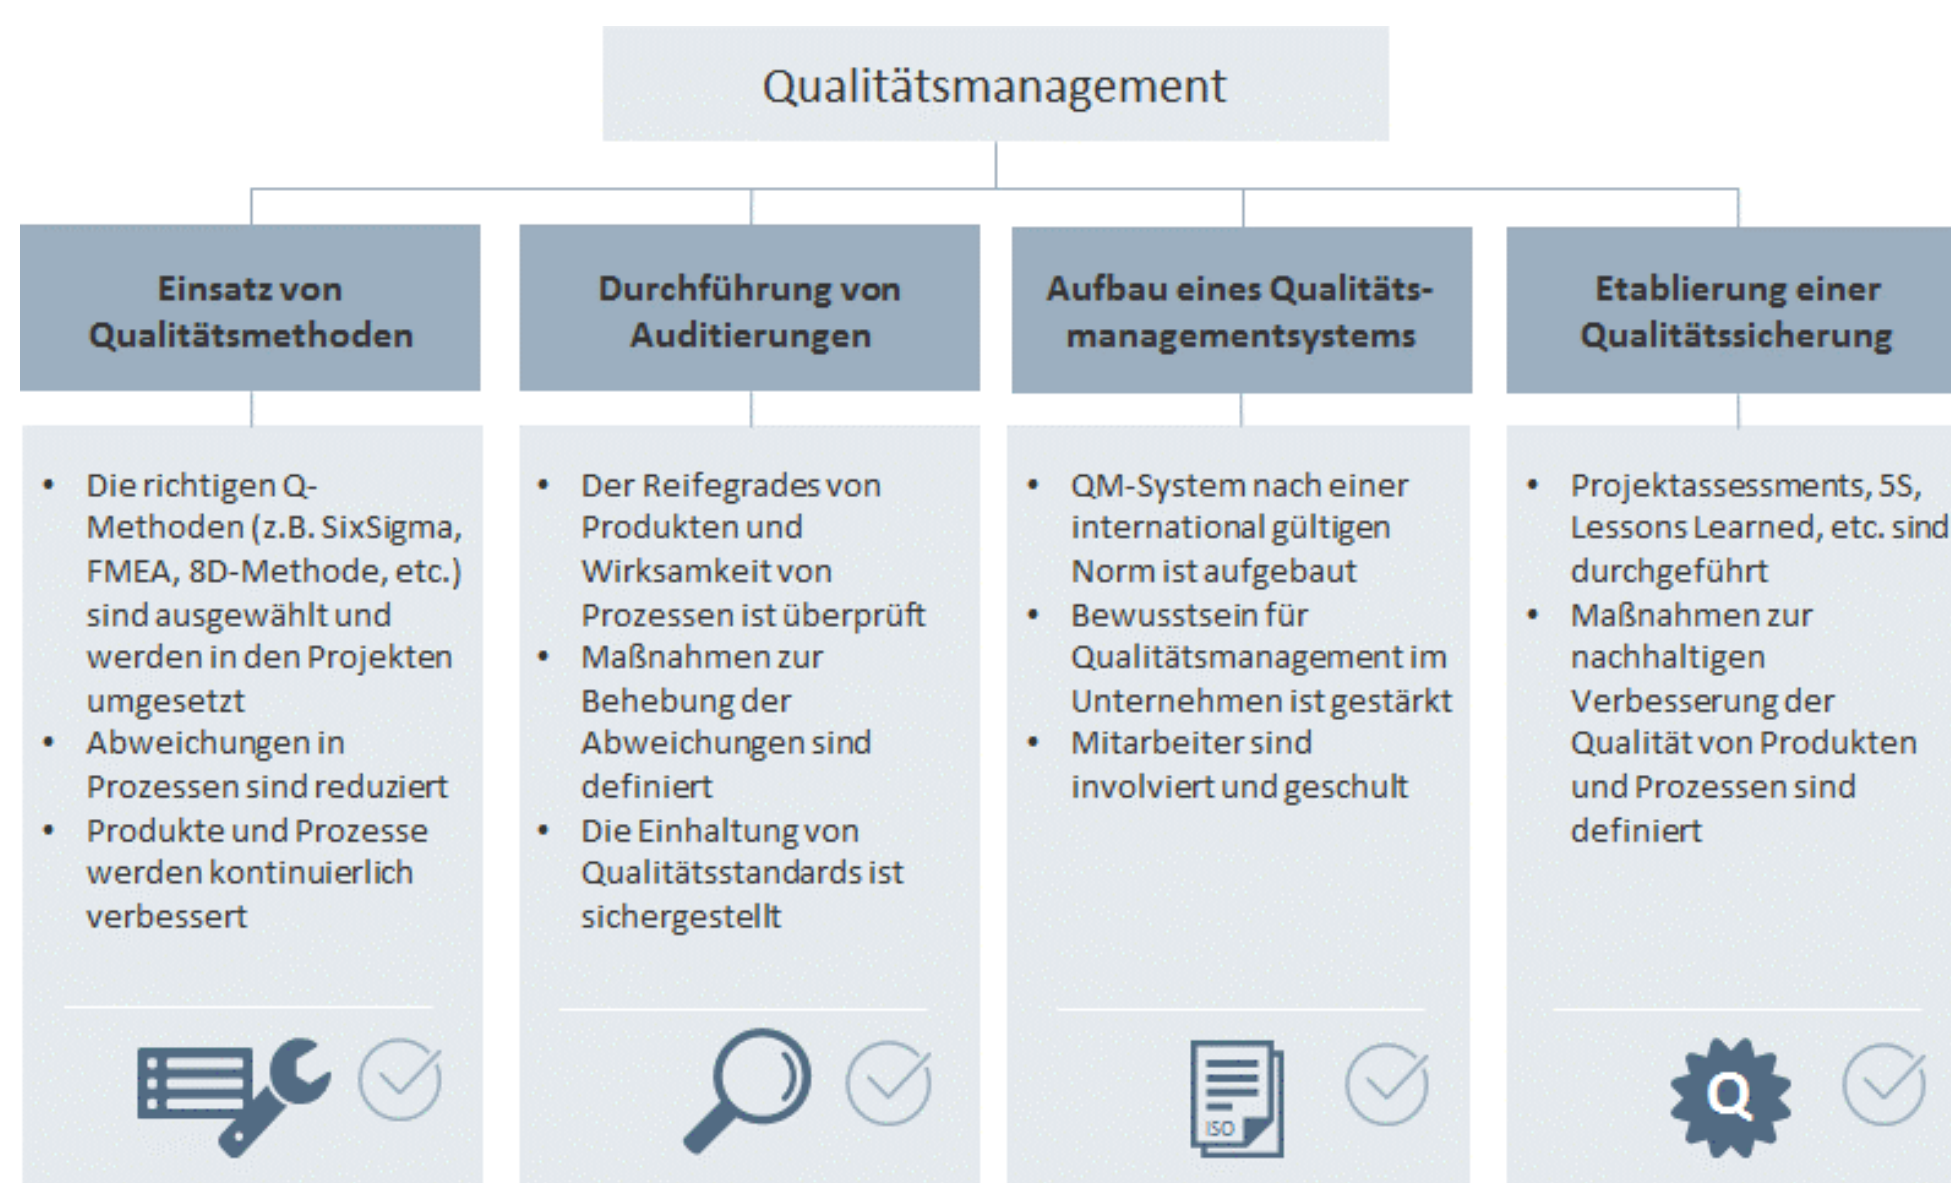 Qualitätsmanagement
Einsatz von
Qualitätsmethoden
• Die richtigen Q-
Methoden (z.B. SixSigma,
FMEA, 8D-Methode, etc.)
sind ausgewählt und
werden in den Projekten
umgesetzt
• Abweichungen in
Prozessen sind reduziert
• Produkte und Prozesse
werden kontinuierlich
verbessert
Durchführung von
Auditierungen
• Der Reifegrades von
Produkten und
Wirksamkeit von
Prozessen ist überprüft
• Maßnahmen zur
Behebung der
Abweichungen sind
definiert
• Die Einhaltung von
Qualitätsstandards ist
sichergestellt
Aufbau eines Qualitäts-
managementsystems
• QM-System nach einer
international gültigen
Norm ist aufgebaut
• Bewusstsein für
Qualitätsmanagement im
Unternehmen ist gestärkt
• Mitarbeiter sind
involviert und geschult
ISO
Etablierung einer
Qualitätssicherung
• Projektassessments, 5S,
Lessons Learned, etc. sind
durchgeführt
• Maßnahmen zur
nachhaltigen
Verbesserung der
Qualität von Produkten
und Prozessen sind
definiert
Q